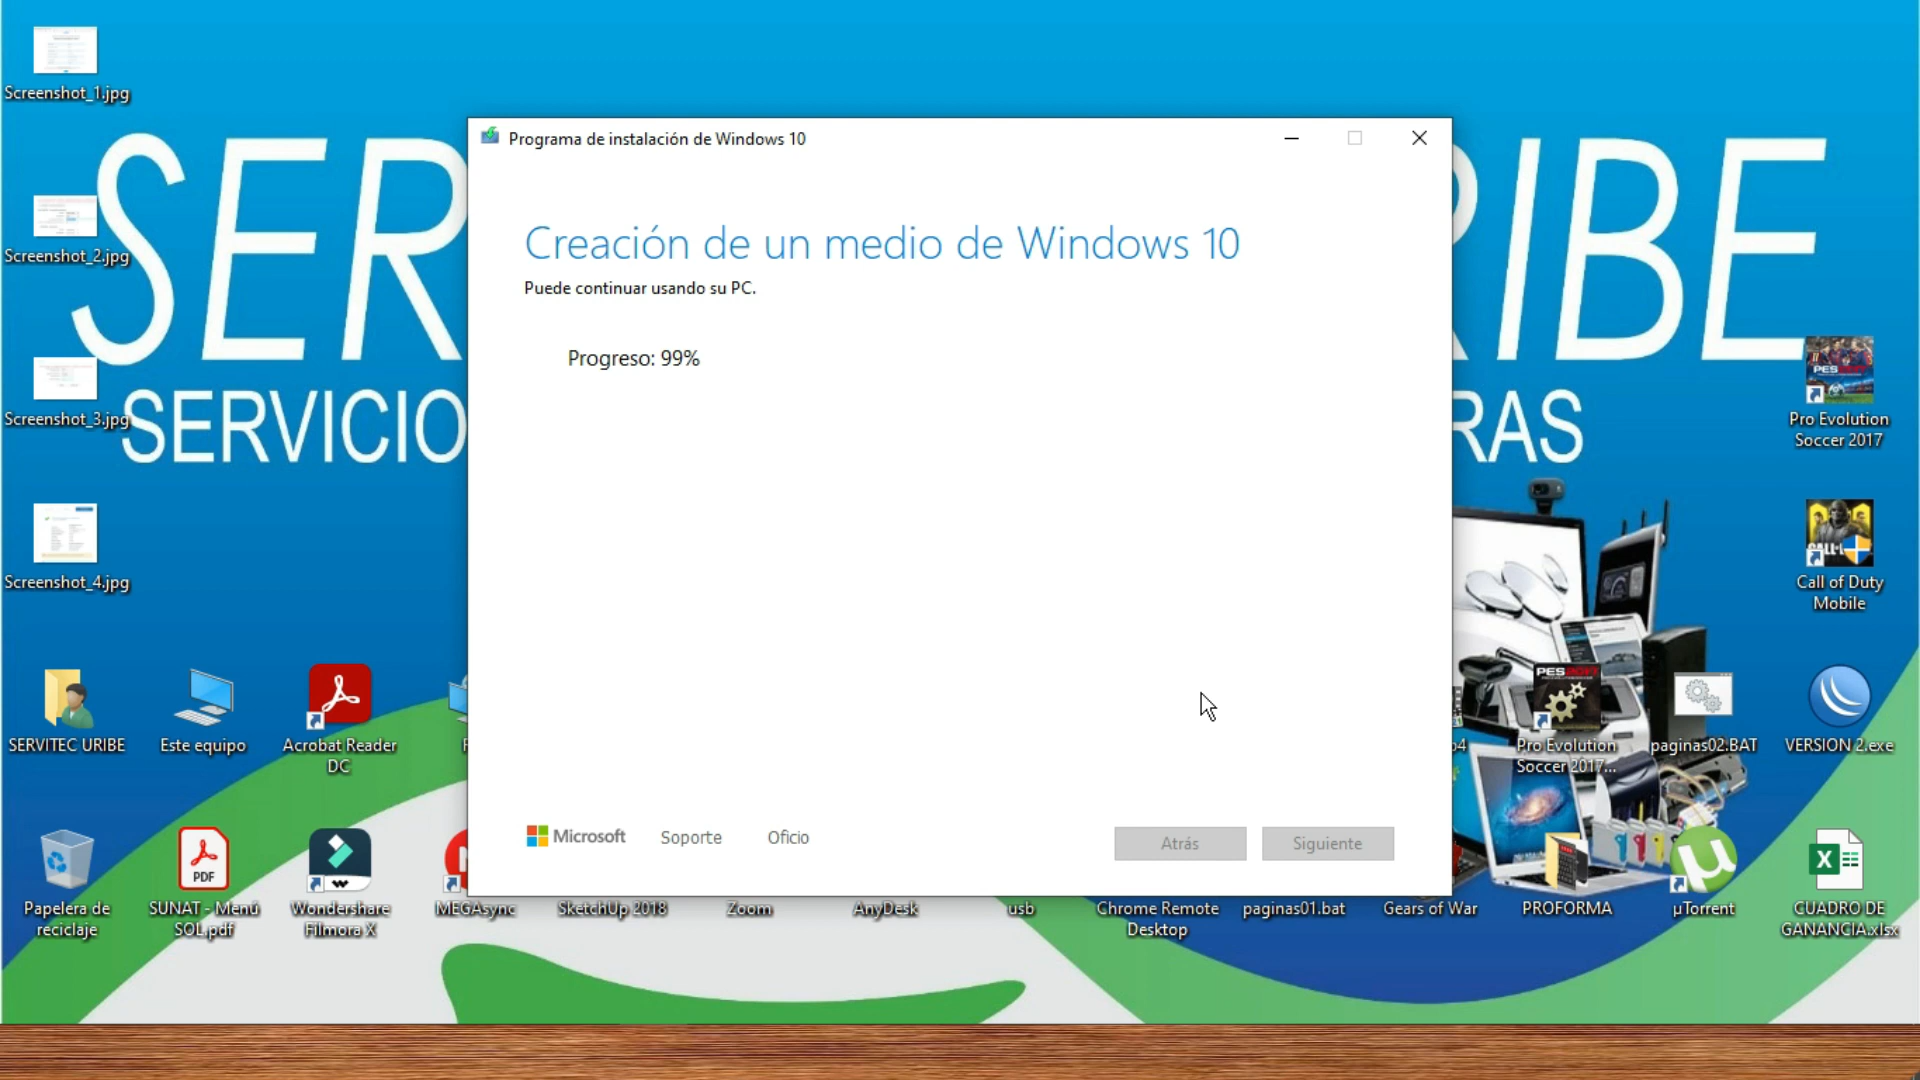 Screenshot_1.jpg
Screenshot_2.jpg
Screenshot_3.jpg
Screenshot_4.jpg
SER
RIBE
SERVICIO
RAS
Programa de instalación de Windows 10
Creación de un medio de Windows 10
Puede continuar usando su PC.
Progreso: 99%
Microsoft
Soporte
Oficio
Atrás
Siguiente
Pro Evolution
Soccer 2017
Call of Duty
Mobile
SERVITEC URIBE
Este equipo
Acrobat Reader
DC
Pro Evolution
Soccer 2017...
paginas02.BAT
VERSION 2.exe
Papelera de
reciclaje
PDF
SUNAT - Menú
SOL.pdf
Wondershare
Filmora X
MEGAsync
SketchUp 2018
Zoom
AnyDesk
usb
Chrome Remote
Desktop
paginas01.bat
Gears of War
PROFORMA
µTorrent
CUADRO DE
GANANCIA.xlsx